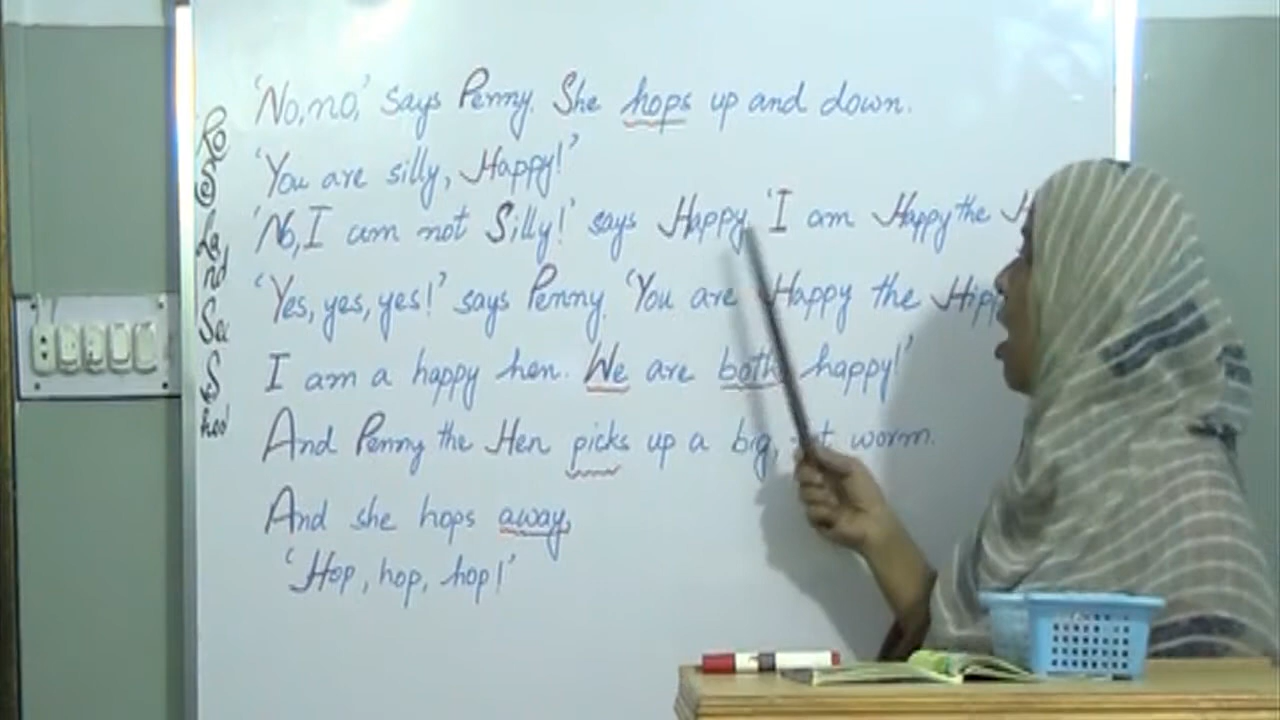 'No, no,' says Penny. She hops up and down.
'You are silly, Happy!'
'No, I am not Silly!' says Happy. 'I am Happy the
'Yes, yes, yes!' says Penny. 'You are Happy the
I am a happy hen. We are both happy!'
And Penny the Hen picks up a big, worm.
And she hops away,
'Hop, hop, hop!'